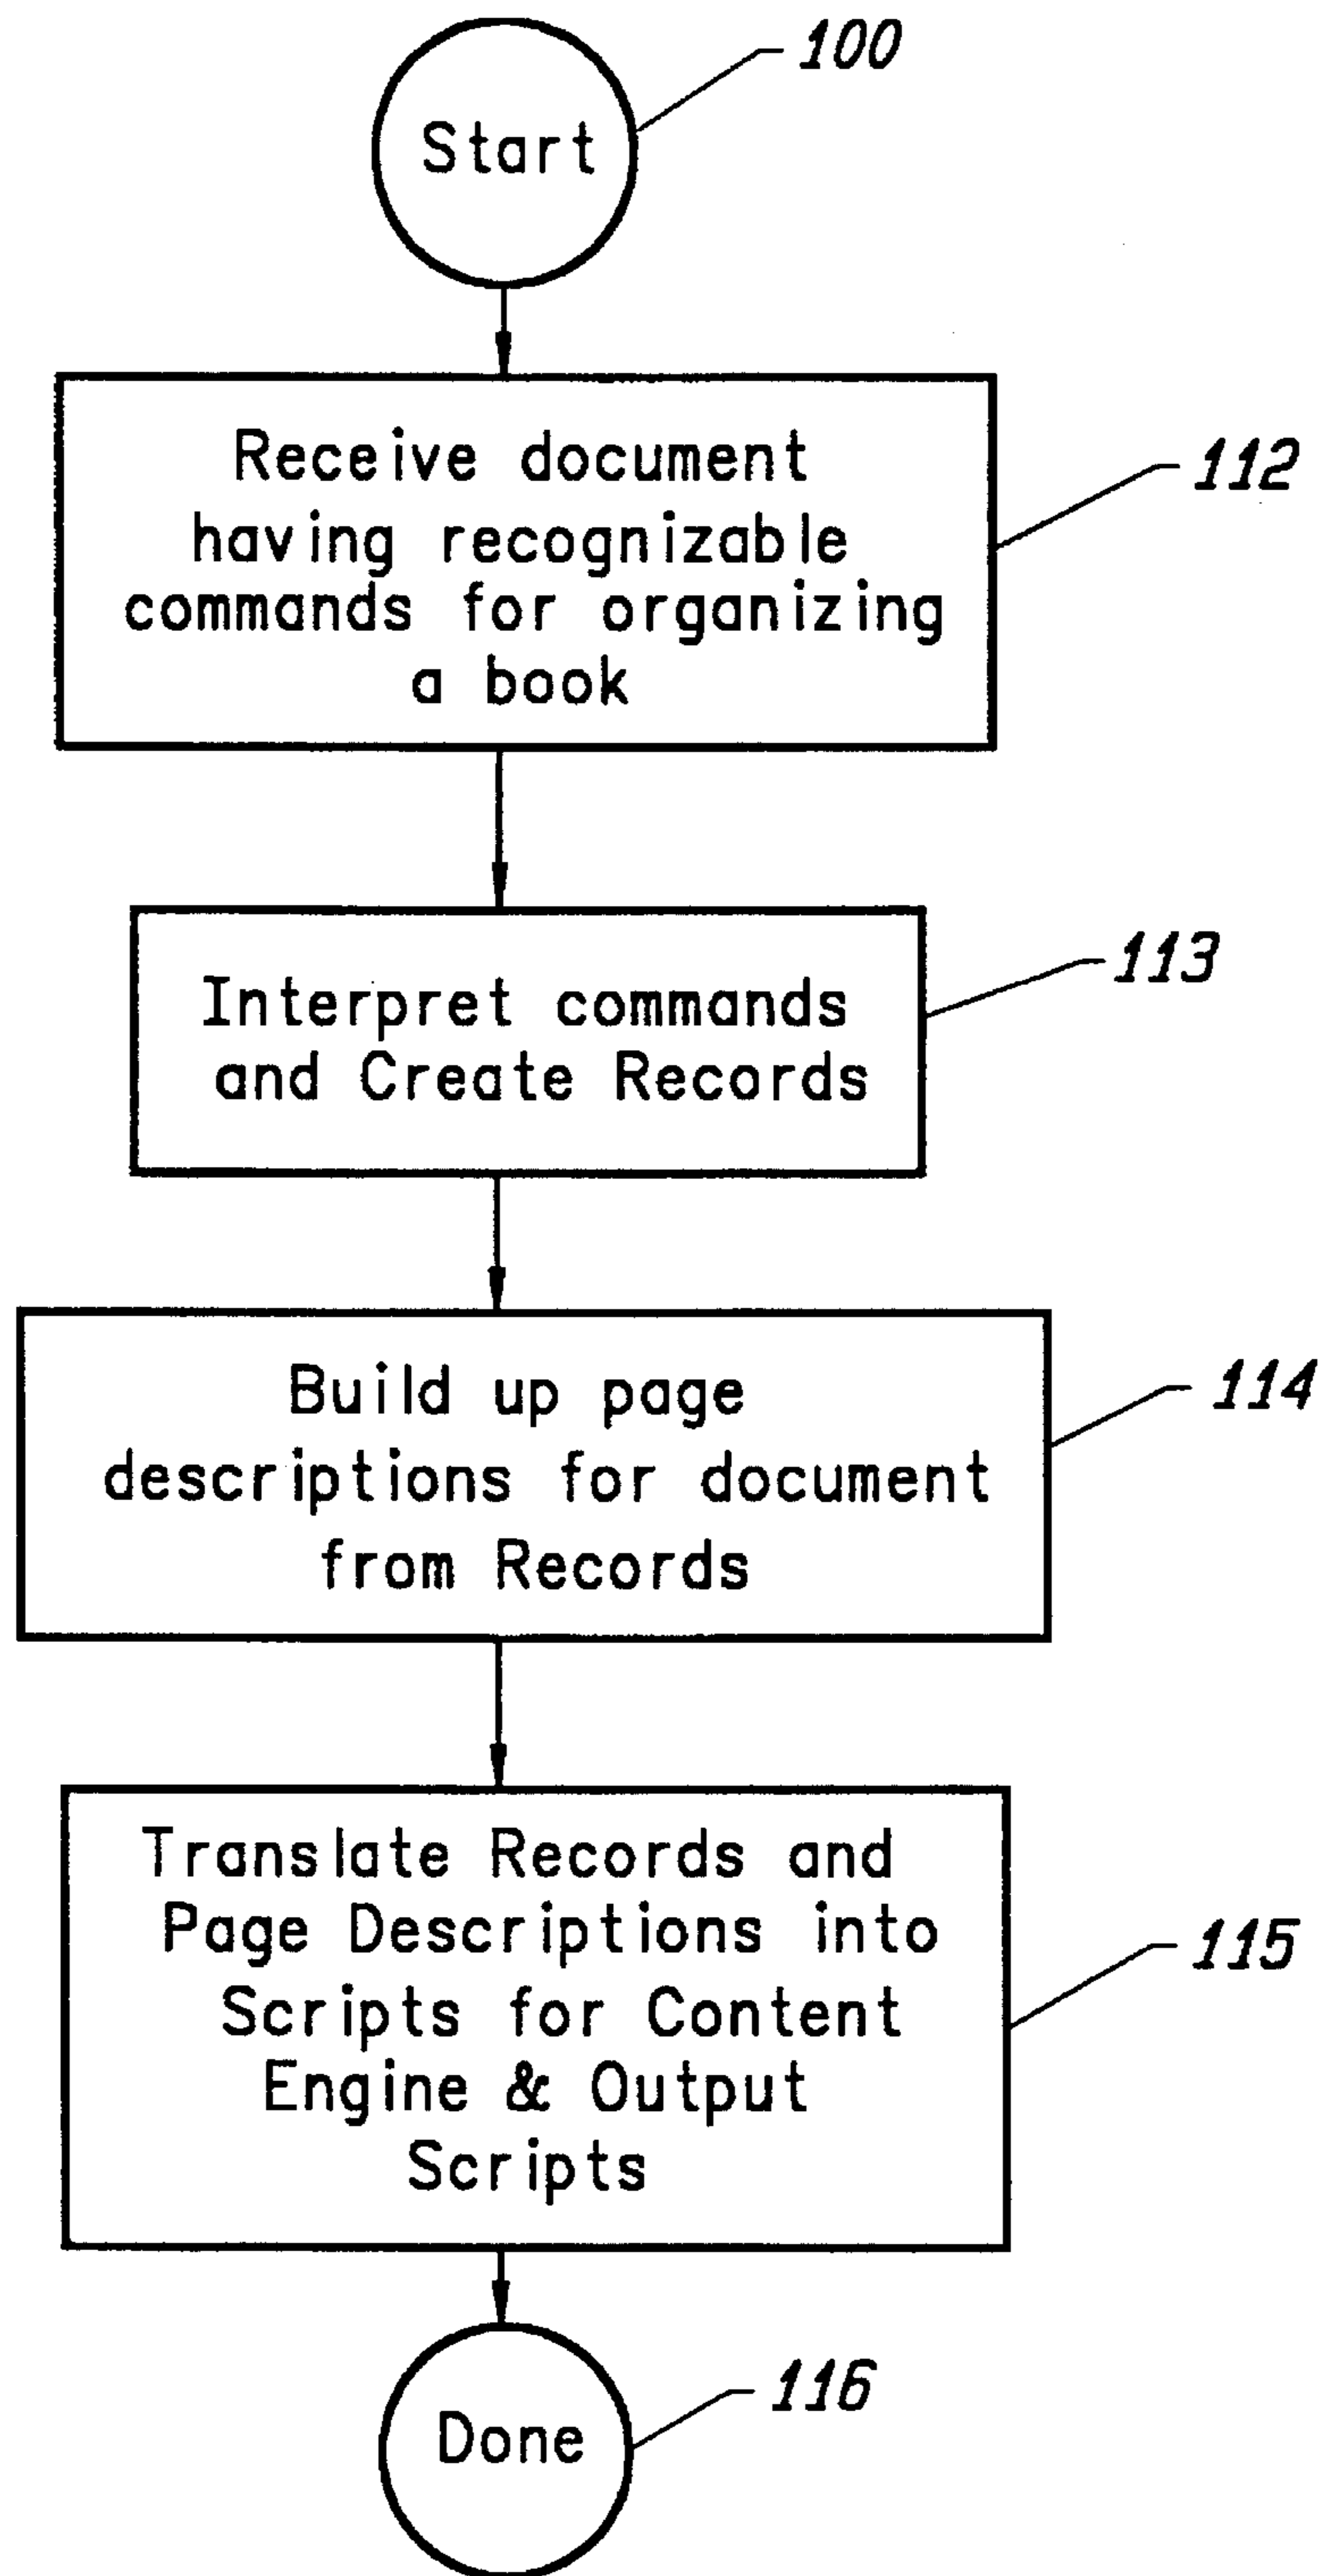 100
Start
Receive document
having recognizable
commands for organizing
a book
112
Interpret commands
and Create Records
113
Build up page
descriptions for document
from Records
114
Translate Records and
Page Descriptions into
Scripts for Content
Engine & Output
Scripts
115
Done
116